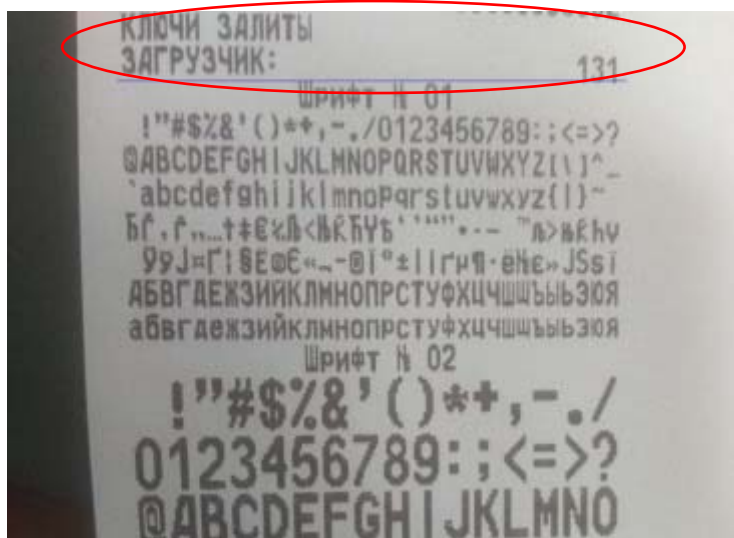 КЛЮЧИ ЗАЛИТЫ
ЗАГРУЗЧИК: 131
Шрифт № 01
!"#$%&'()*+,-./0123456789:;<=>?
@ABCDEFGHIJKLMNOPQRSTUVWXYZ[\]^_
`abcdefghijklmnopqrstuvwxyz{|}~
АБВГДЕЖЗИЙКЛМНОПРСТУФХЦЧШЩЪЫЬЭЮЯ
абвгдежзийклмнопрстуфхцчшщъыьэюя
Шрифт № 02
!"#$%&'()*+,-./
0123456789:;<=>?
@ABCDEFGHIJKLMNO